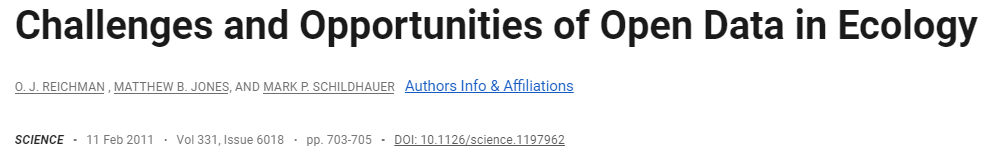 Challenges and Opportunities of Open Data in Ecology
O. J. REICHMAN , MATTHEW B. JONES, AND MARK P. SCHILDHAUER Authors Info & Affiliations
SCIENCE • 11 Feb 2011 • Vol 331, Issue 6018 • pp. 703-705 • DOI: 10.1126/science.1197962